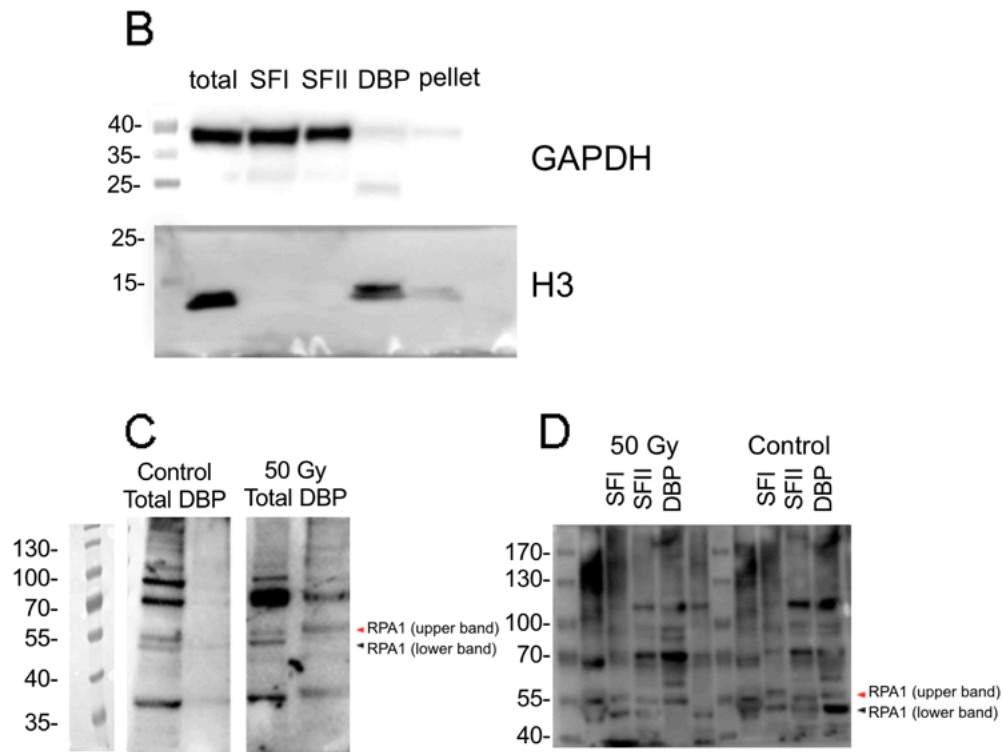 B
total SFI SFII DBP pellet
40-
35-
25-
GAPDH
25-
15-
H3
C
Control
Total DBP
50 Gy
Total DBP
130-
100-
70-
55-
40-
35-
RPA1 (upper band)
RPA1 (lower band)
D
50 Gy
SFI
SFII
DBP
Control
SFI
SFII
DBP
170-
130-
100-
70-
55-
40-
RPA1 (upper band)
RPA1 (lower band)